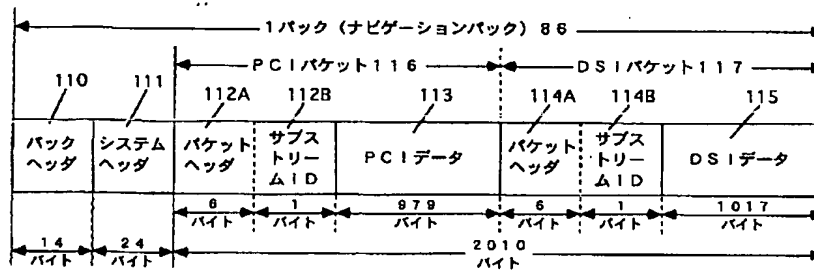 1パック（ナビゲーションパック）86
PCIパケット116
DSIパケット117
110
111
112A
112B
113
114A
114B
115
パック
ヘッダ
システム
ヘッダ
パケット
ヘッダ
サブス
トリー
ムID
PCIデータ
パケット
ヘッダ
サブス
トリー
ムID
DSIデータ
6
バイト
1
バイト
979
バイト
6
バイト
1
バイト
1017
バイト
14
バイト
24
バイト
2010
バイト